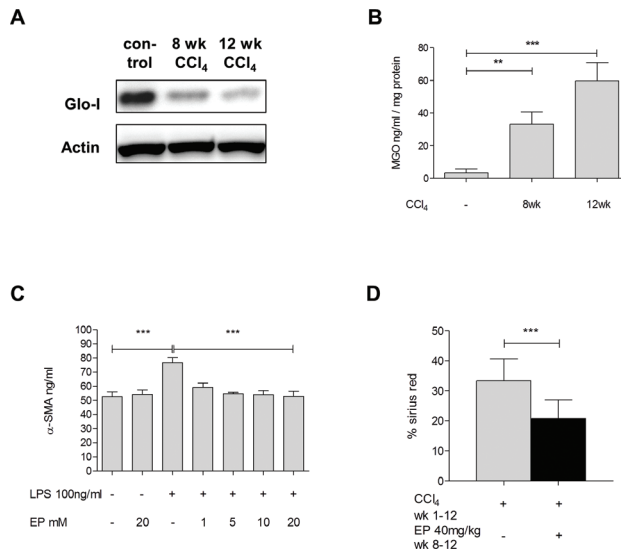 A
con-
trol
8 wk
CCl4
12 wk
CCl4
Glo-I
Actin
B
MGO ng/ml / mg protein
80
60
40
20
0
**
***
CCl4
-
8wk
12wk
C
α-SMA ng/ml
100
90
80
70
60
50
40
30
20
10
0
***
***
LPS 100ng/ml - - + + + + +
EP mM - 20 - 1 5 10 20
D
% sirius red
50
40
30
20
10
0
***
CCl4
wk 1-12
+ +
EP 40mg/kg
wk 8-12
- +